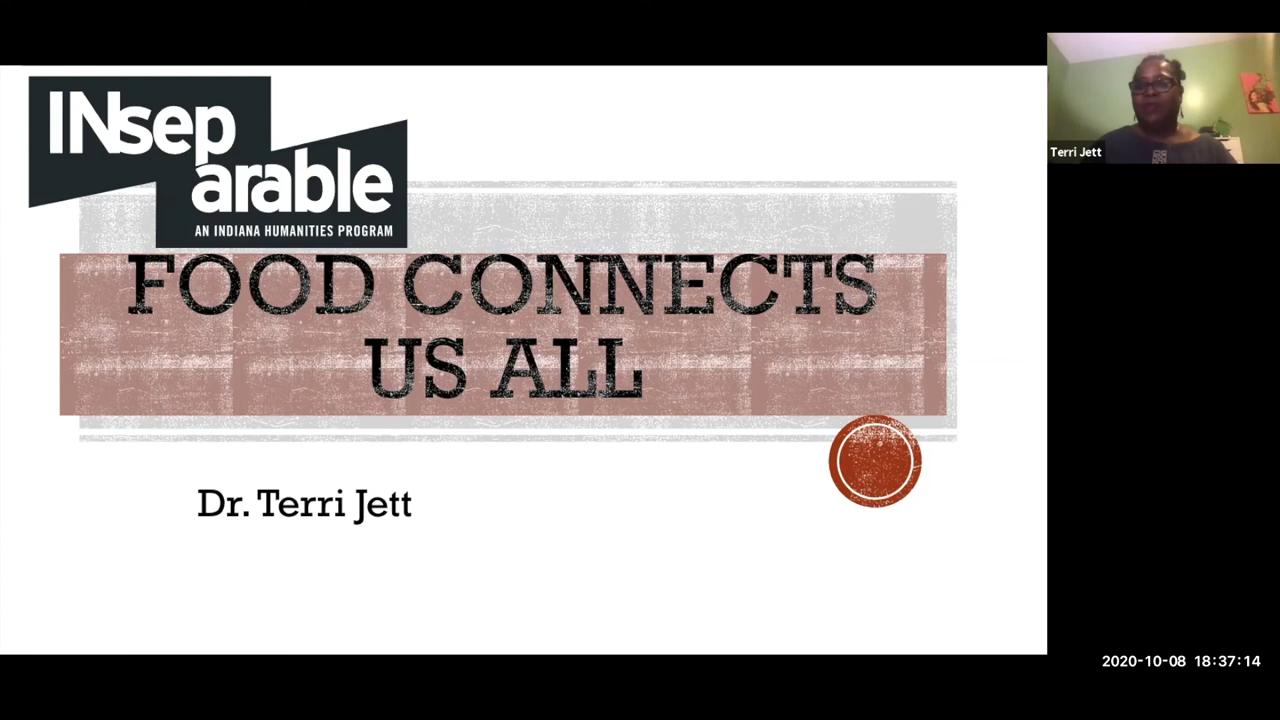 INsep
arable
AN INDIANA HUMANITIES PROGRAM
FOOD CONNECTS
US ALL
Dr. Terri Jett
Terri Jett
2020-10-08 18:37:14